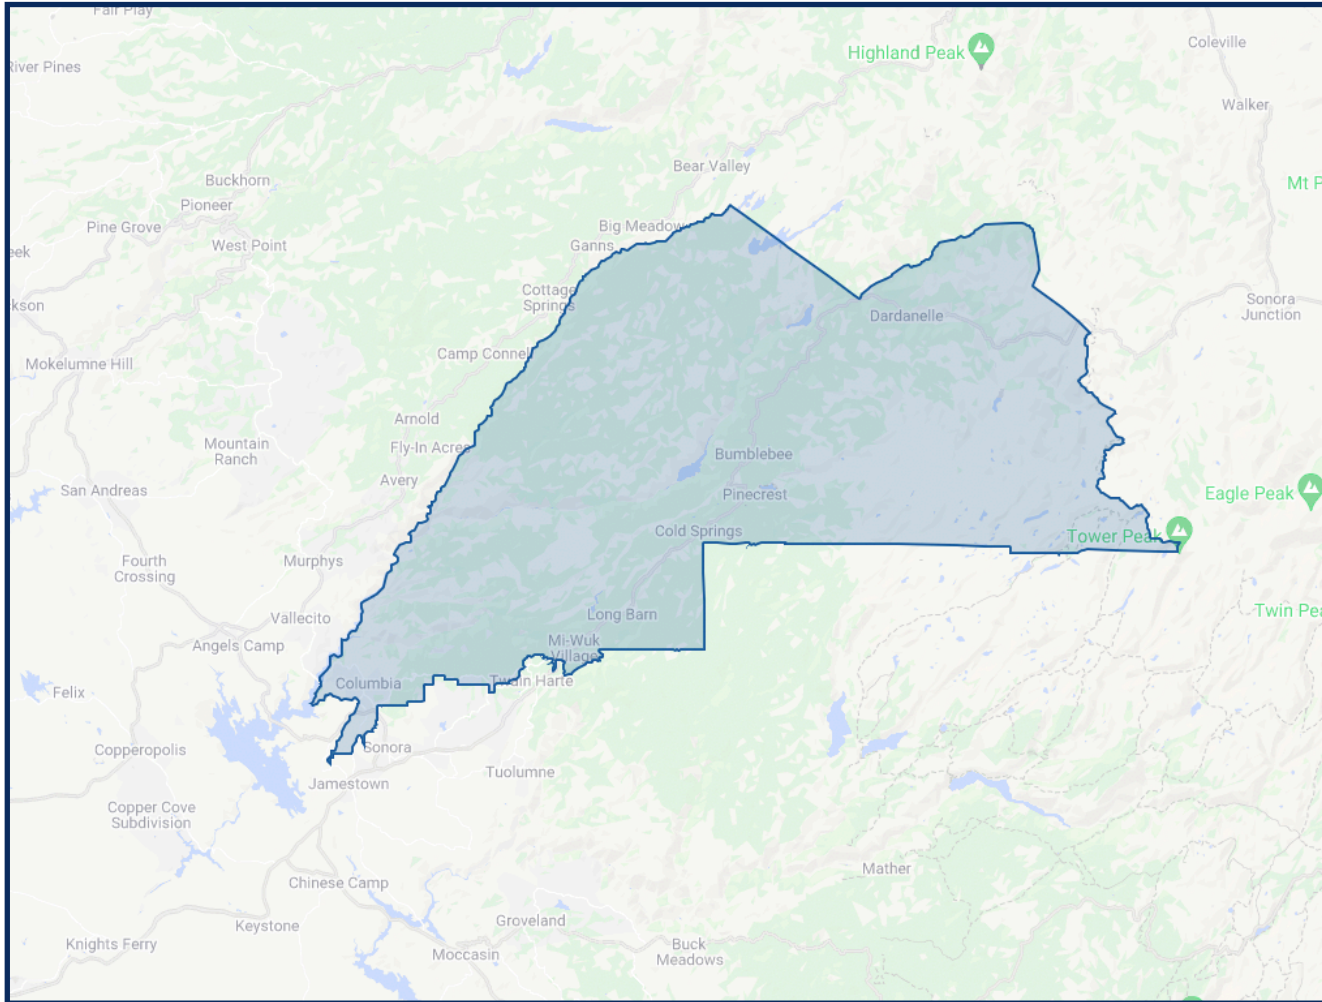 Fair Play
Highland Peak
Coleville
River Pines
Walker
Bear Valley
Buckhorn
Mt P
Pioneer
Pine Grove
Big Meadow
West Point
Ganns
eek
Cottage
Springs
kson
Sonora
Junction
Dardanelle
Camp Connell
Mokelumne Hill
Arnold
Mountain
Ranch
Fly-In Acres
Bumblebee
Avery
San Andreas
Pinecrest
Eagle Peak
Cold Springs
Tower Peak
Fourth
Crossing
Murphys
Vallecito
Long Barn
Twin Pea
Angels Camp
Mi-Wuk
Village
Columbia
Twain Harte
Felix
Copperopolis
Sonora
Tuolumne
Jamestown
Copper Cove
Subdivision
Mather
Chinese Camp
Groveland
Keystone
Knights Ferry
Buck
Meadows
Moccasin